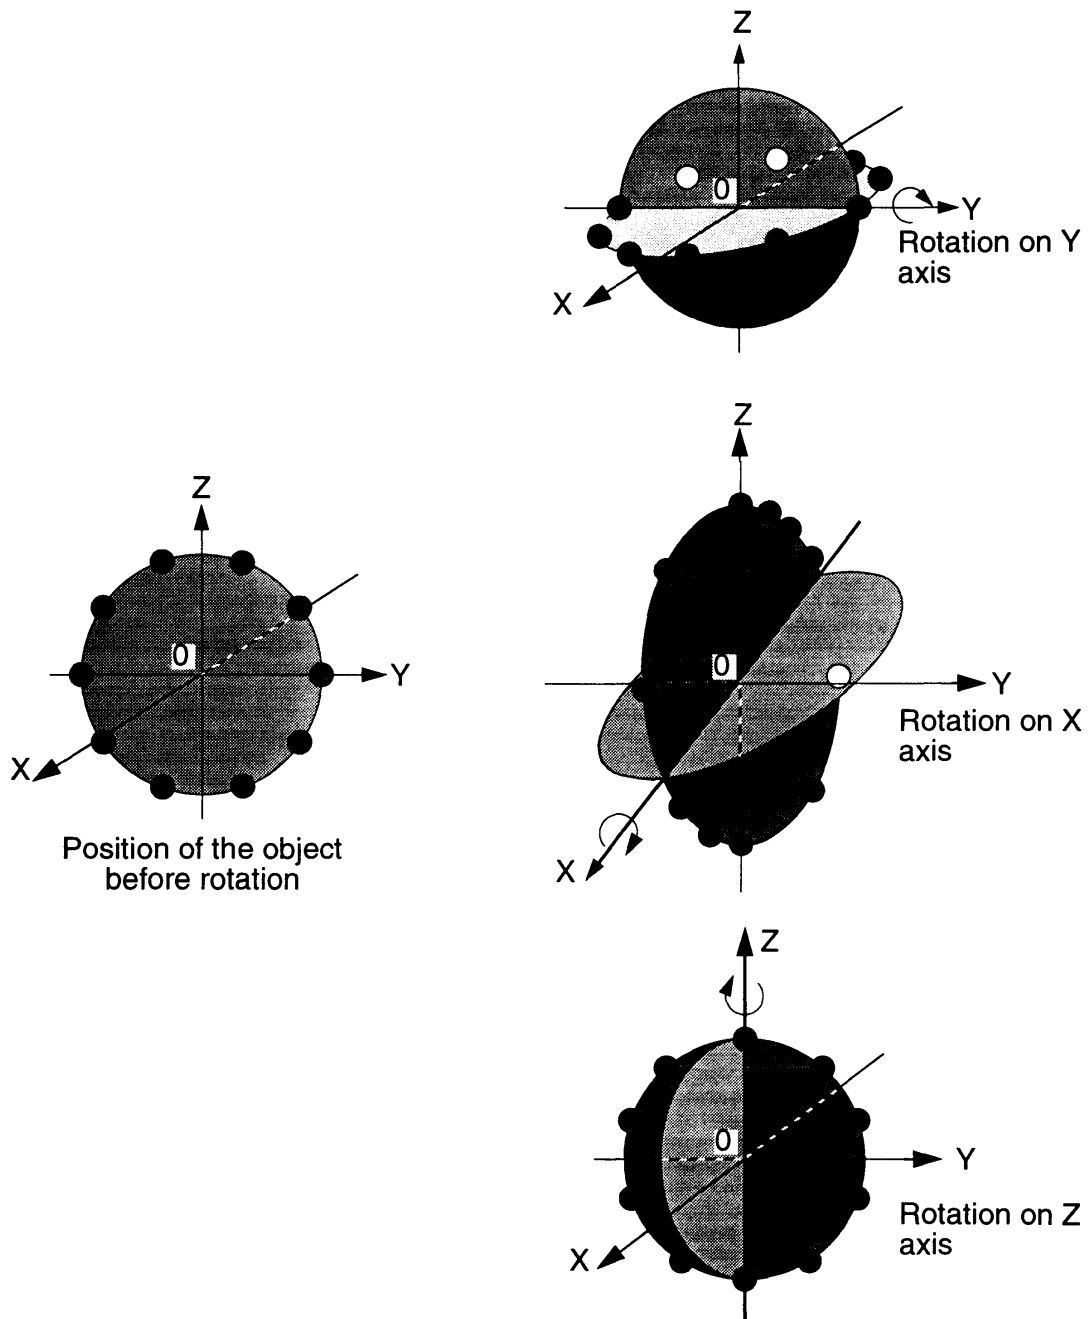 Z
0
Y
Rotation on Y
axis
X
Z
0
Y
Rotation on X
axis
X
Z
0
Y
X
Position of the object
before rotation
Z
0
Y
Rotation on Z
axis
X